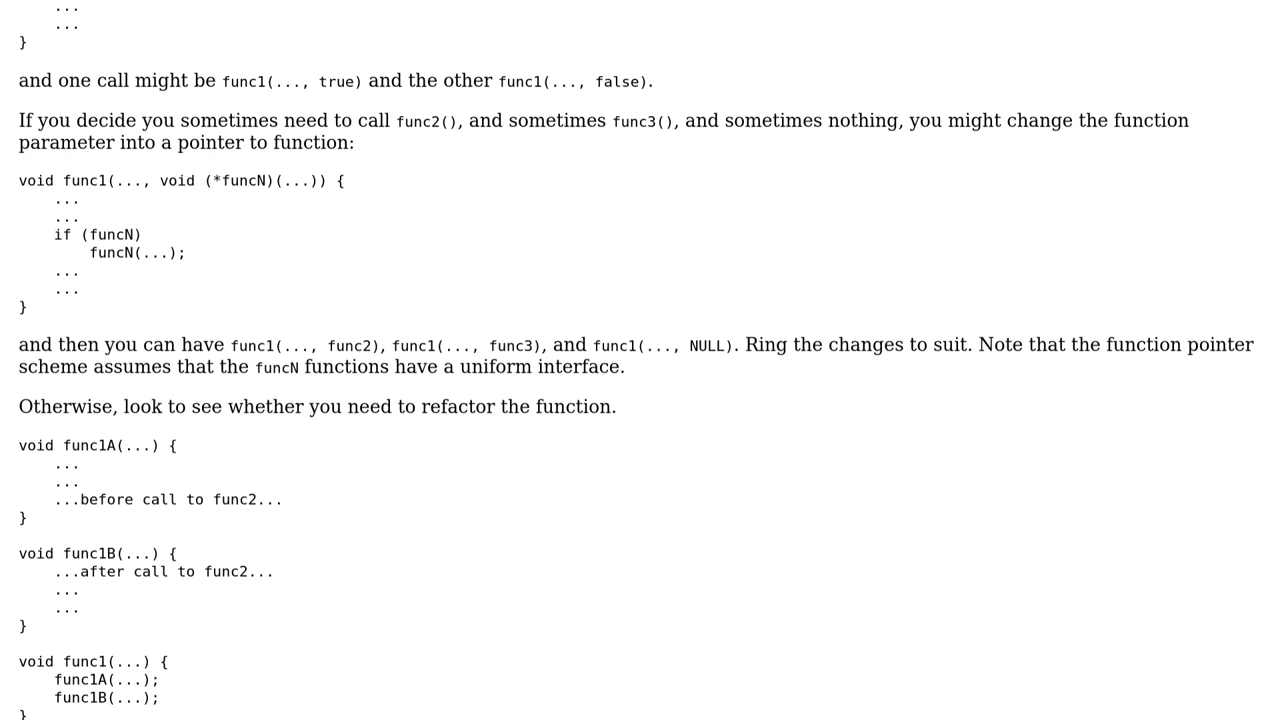 ...
    ...
}
and one call might be func1(..., true) and the other func1(..., false).
If you decide you sometimes need to call func2(), and sometimes func3(), and sometimes nothing, you might change the function
parameter into a pointer to function:
void func1(..., void (*funcN)(...)) {
    ...
    ...
    if (funcN)
        funcN(...);
    ...
    ...
}
and then you can have func1(..., func2), func1(..., func3), and func1(..., NULL). Ring the changes to suit. Note that the function pointer
scheme assumes that the funcN functions have a uniform interface.
Otherwise, look to see whether you need to refactor the function.
void func1A(...) {
    ...
    ...
    ...before call to func2...
}
void func1B(...) {
    ...after call to func2...
    ...
    ...
}
void func1(...) {
    func1A(...);
    func1B(...);
}